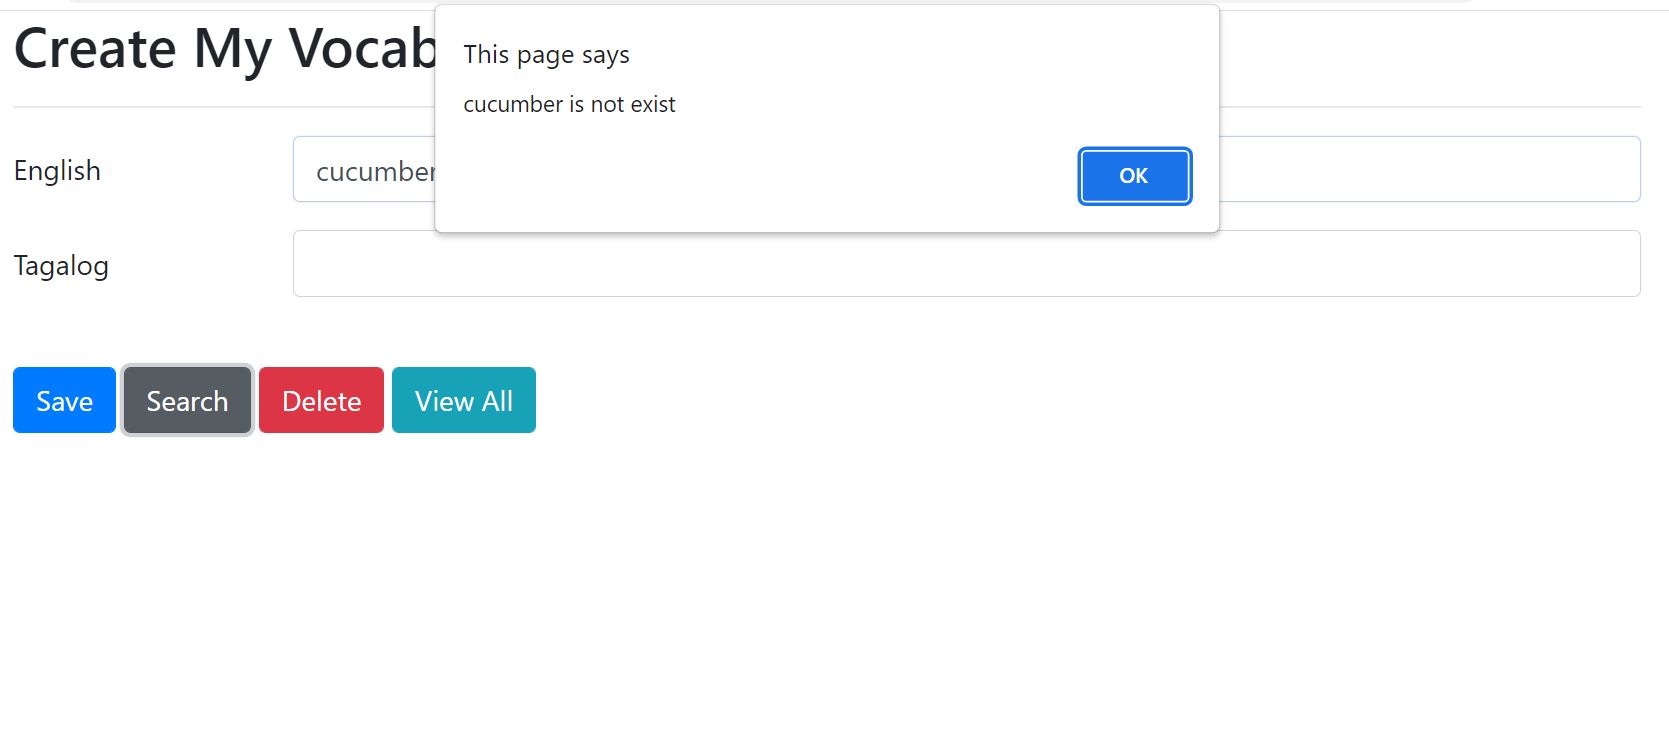 Create My Vocab
This page says
cucumber is not exist
OK
English
cucumber
Tagalog
Save
Search
Delete
View All